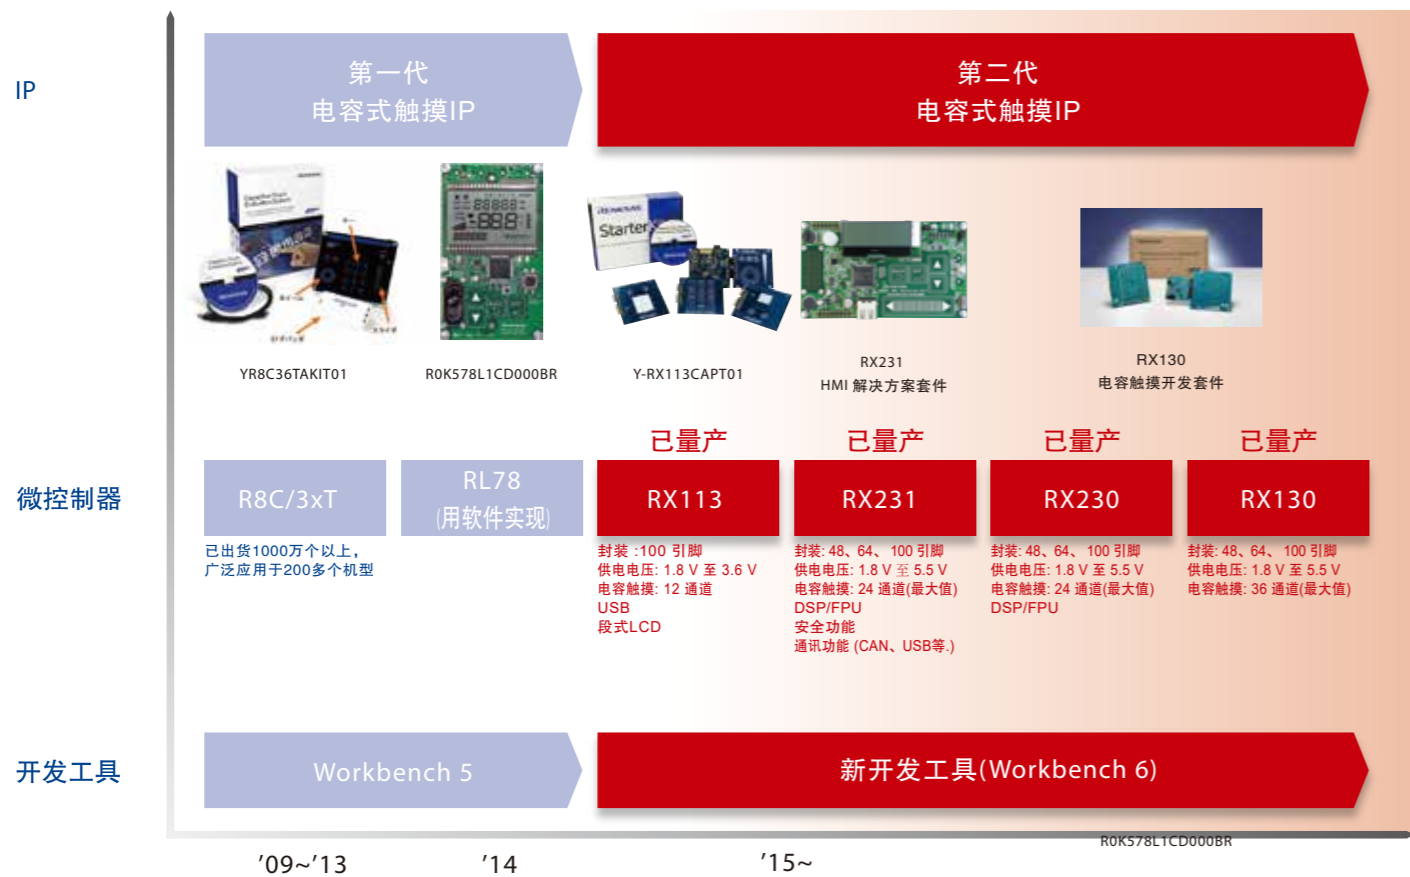 IP
第一代
电容式触摸IP
第二代
电容式触摸IP
Starter
YR8C36TAKIT01
R0K578L1CD000BR
Y-RX113CAPT01
RX231
HMI 解决方案套件
RX130
电容触摸开发套件
微控制器
R8C/3xT
已出货1000万个以上，
广泛应用于200多个机型
RL78
(用软件实现)
已量产
RX113
封装 :100 引脚
供电电压: 1.8 V 至 3.6 V
电容触摸: 12 通道
USB
段式LCD
已量产
RX231
封装: 48、64、 100 引脚
供电电压: 1.8 V 至 5.5 V
电容触摸: 24 通道(最大值)
DSP/FPU
安全功能
通讯功能 (CAN、USB等.)
已量产
RX230
封装: 48、64、 100 引脚
供电电压: 1.8 V 至 5.5 V
电容触摸: 24 通道(最大值)
DSP/FPU
已量产
RX130
封装: 48、64、 100 引脚
供电电压: 1.8 V 至 5.5 V
电容触摸: 36 通道(最大值)
开发工具
Workbench 5
新开发工具(Workbench 6)
R0K578L1CD000BR
’09~’13
’14
’15~